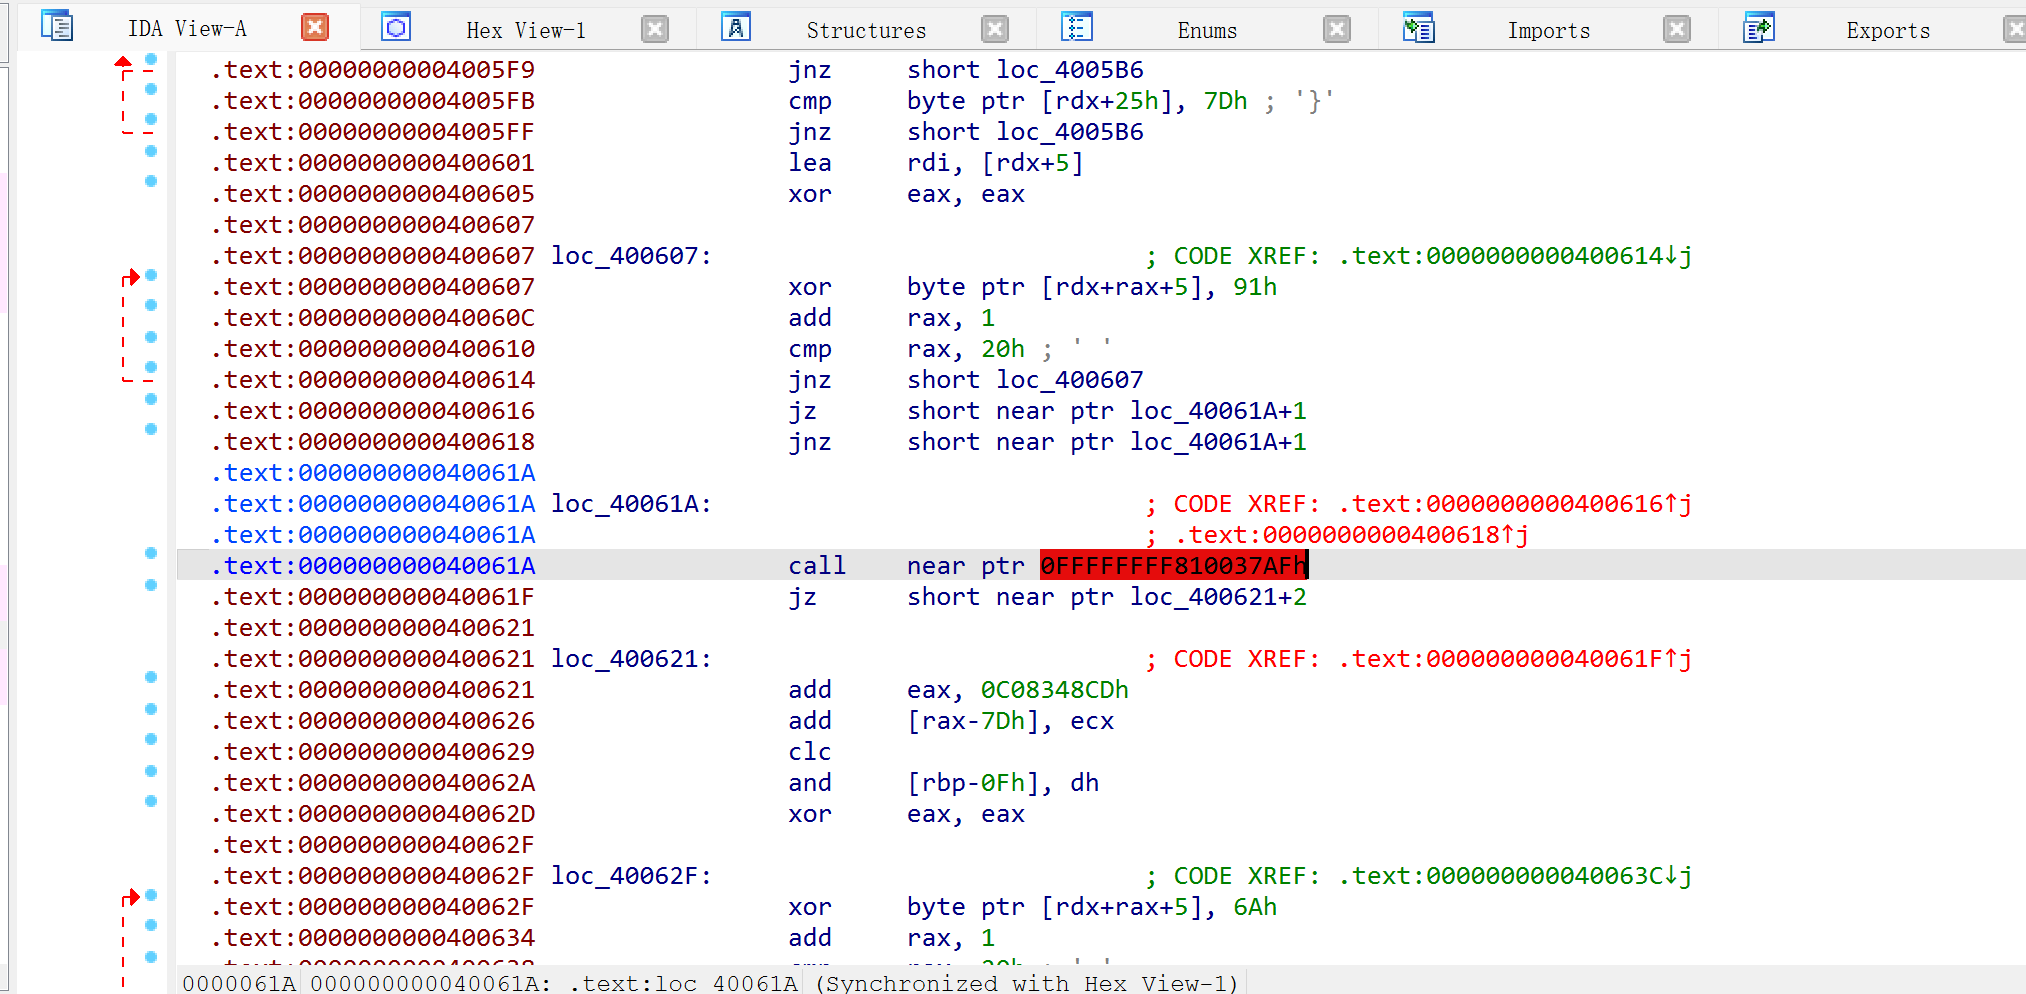 IDA View-A Hex View-1 Structures Enums Imports Exports
.text:00000000004005F9 jnz short loc_4005B6
.text:00000000004005FB cmp byte ptr [rdx+25h], 7Dh ; '}'
.text:00000000004005FF jnz short loc_4005B6
.text:0000000000400601 lea rdi, [rdx+5]
.text:0000000000400605 xor eax, eax
.text:0000000000400607
.text:0000000000400607 loc_400607: ; CODE XREF: .text:0000000000400614↓j
.text:0000000000400607 xor byte ptr [rdx+rax+5], 91h
.text:000000000040060C add rax, 1
.text:0000000000400610 cmp rax, 20h ; ' '
.text:0000000000400614 jnz short loc_400607
.text:0000000000400616 jz short near ptr loc_40061A+1
.text:0000000000400618 jnz short near ptr loc_40061A+1
.text:000000000040061A
.text:000000000040061A loc_40061A: ; CODE XREF: .text:0000000000400616↑j
.text:000000000040061A ; .text:0000000000400618↑j
.text:000000000040061A call near ptr 0FFFFFFFF810037AFh
.text:000000000040061F jz short near ptr loc_400621+2
.text:0000000000400621
.text:0000000000400621 loc_400621: ; CODE XREF: .text:000000000040061F↑j
.text:0000000000400621 add eax, 0C08348CDh
.text:0000000000400626 add [rax-7Dh], ecx
.text:0000000000400629 clc
.text:000000000040062A and [rbp-0Fh], dh
.text:000000000040062D xor eax, eax
.text:000000000040062F
.text:000000000040062F loc_40062F: ; CODE XREF: .text:000000000040063C↓j
.text:000000000040062F xor byte ptr [rdx+rax+5], 6Ah
.text:0000000000400634 add rax, 1
0000061A 000000000040061A: .text:loc_40061A (Synchronized with Hex View-1)